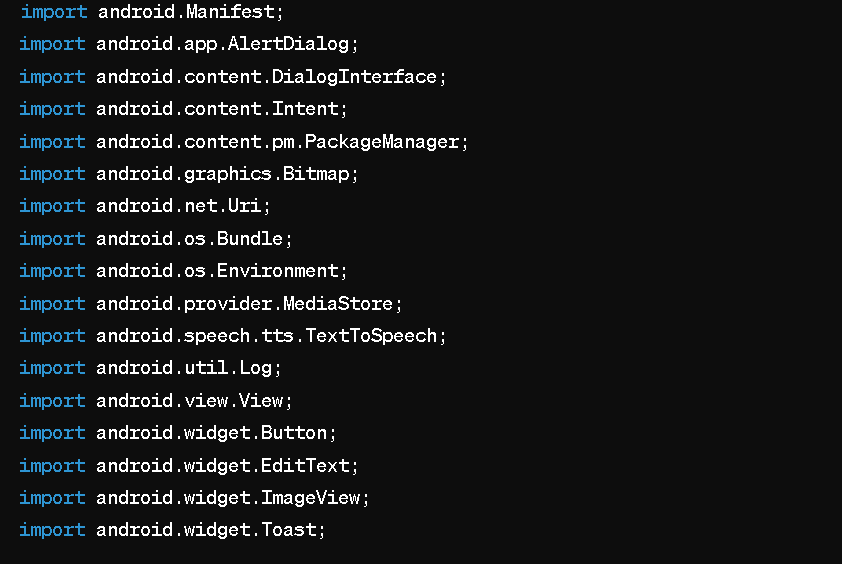 import android.Manifest;
import android.app.AlertDialog;
import android.content.DialogInterface;
import android.content.Intent;
import android.content.pm.PackageManager;
import android.graphics.Bitmap;
import android.net.Uri;
import android.os.Bundle;
import android.os.Environment;
import android.provider.MediaStore;
import android.speech.tts.TextToSpeech;
import android.util.Log;
import android.view.View;
import android.widget.Button;
import android.widget.EditText;
import android.widget.ImageView;
import android.widget.Toast;